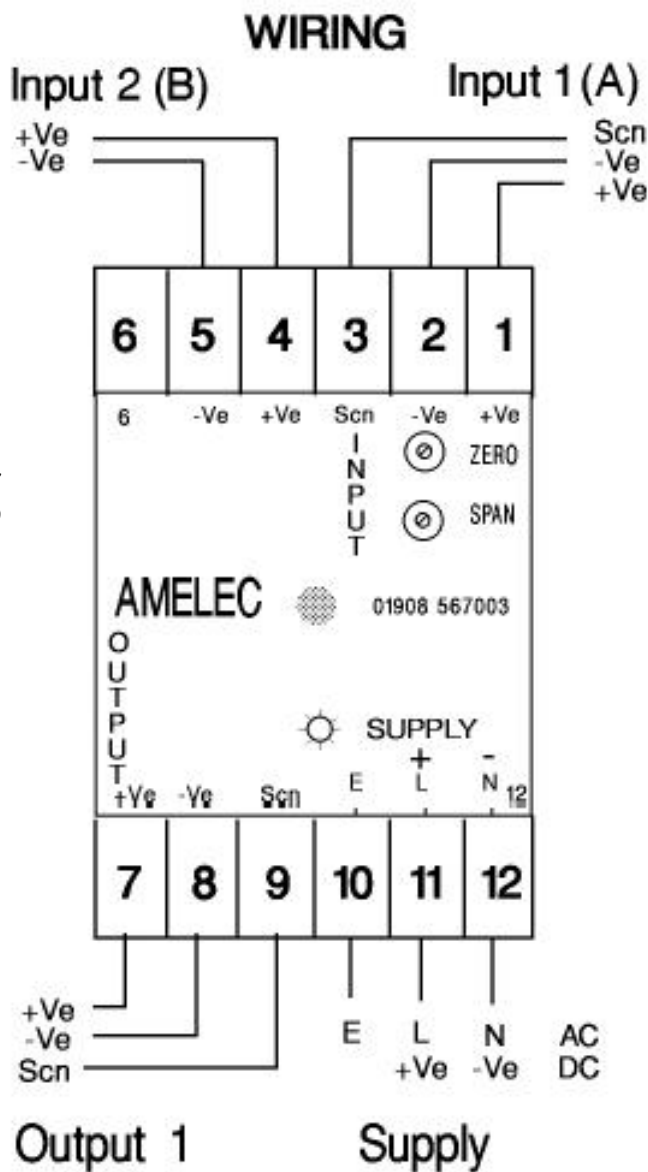 WIRING
Input 2 (B) Input 1 (A)
+Ve Scn
-Ve -Ve
+Ve
6 5 4 3 2 1
6 -Ve +Ve Scn -Ve +Ve
INPUT
ZERO
SPAN
AMELEC 01908 567003
OUTPUT
SUPPLY
+ -
+Ve -Ve Scn E L N 12
7 8 9 10 11 12
+Ve
-Ve
Scn
E L N AC
+Ve -Ve DC
Output 1 Supply